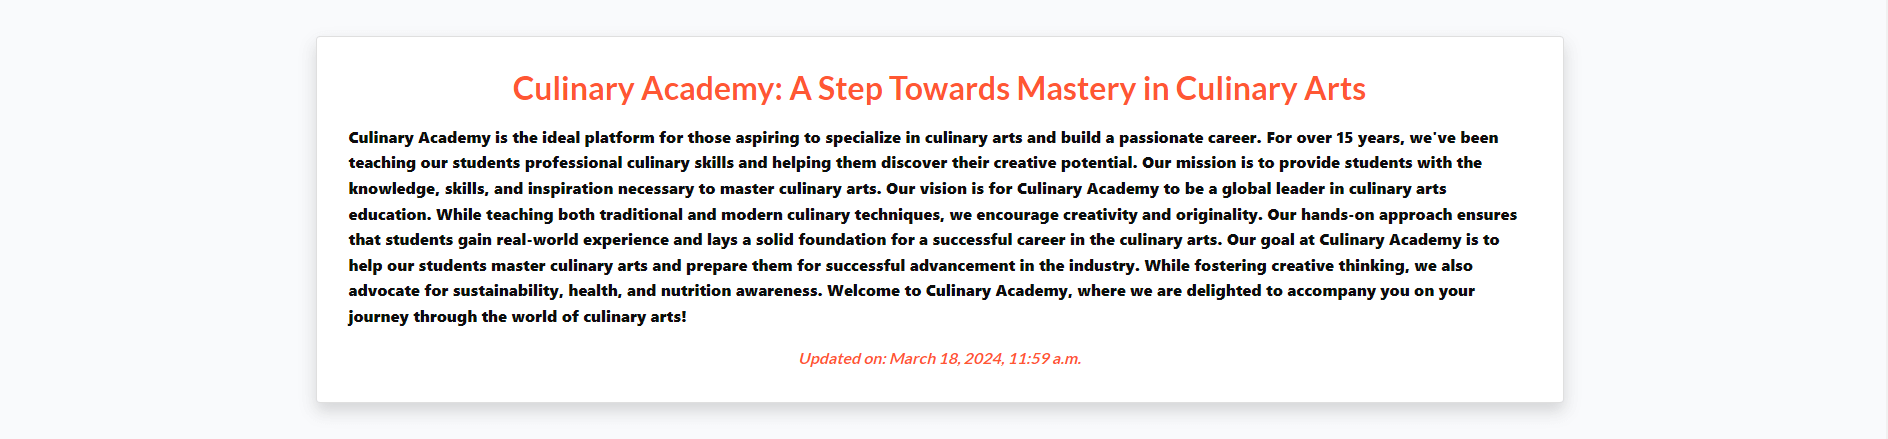 Culinary Academy: A Step Towards Mastery in Culinary Arts
Culinary Academy is the ideal platform for those aspiring to specialize in culinary arts and build a passionate career. For over 15 years, we've been
teaching our students professional culinary skills and helping them discover their creative potential. Our mission is to provide students with the
knowledge, skills, and inspiration necessary to master culinary arts. Our vision is for Culinary Academy to be a global leader in culinary arts
education. While teaching both traditional and modern culinary techniques, we encourage creativity and originality. Our hands-on approach ensures
that students gain real-world experience and lays a solid foundation for a successful career in the culinary arts. Our goal at Culinary Academy is to
help our students master culinary arts and prepare them for successful advancement in the industry. While fostering creative thinking, we also
advocate for sustainability, health, and nutrition awareness. Welcome to Culinary Academy, where we are delighted to accompany you on your
journey through the world of culinary arts!
Updated on: March 18, 2024, 11:59 a.m.